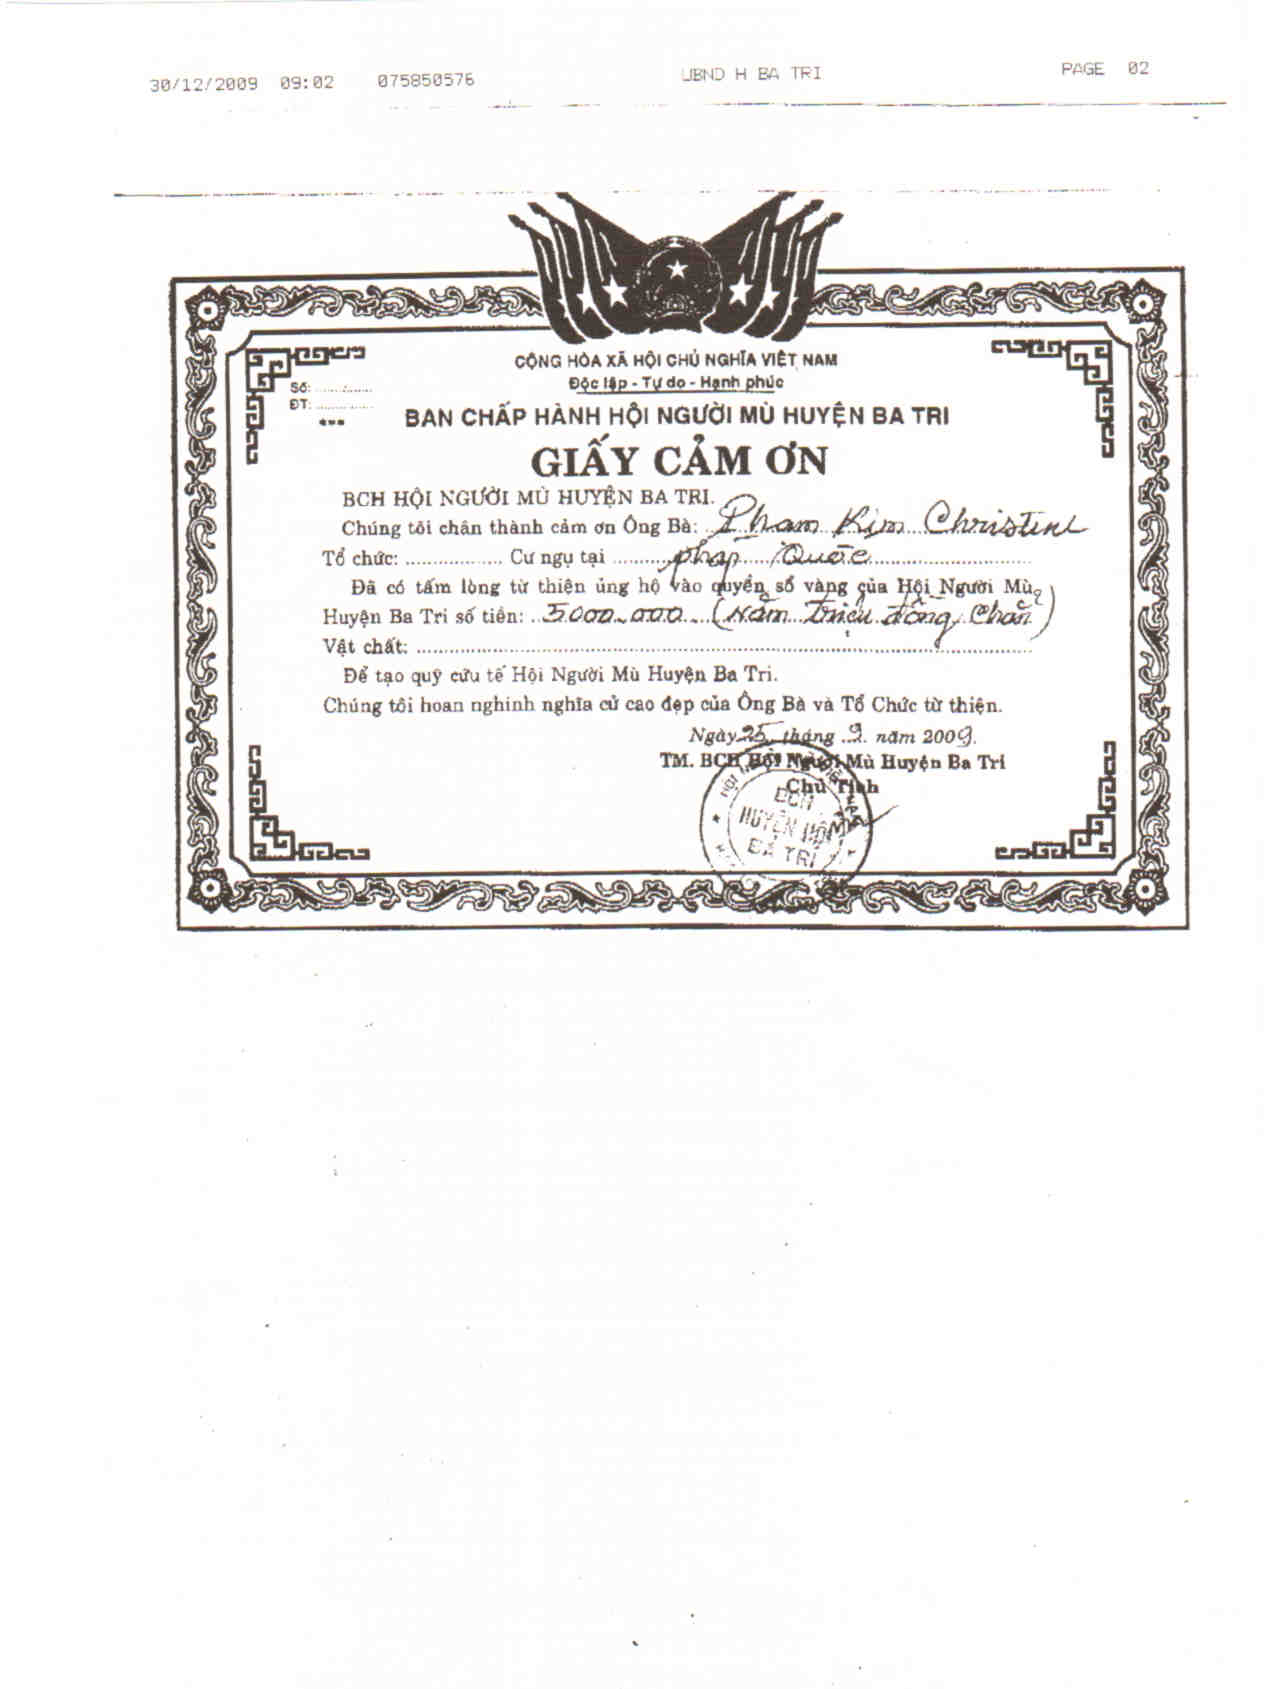 30/12/2009 09:02 075850576 UBND H BA TRI PAGE 02
CỘNG HÒA XÃ HỘI CHỦ NGHĨA VIỆT NAM
Độc lập - Tự do - Hạnh phúc
Số: ...............
ĐT: ...............
BAN CHẤP HÀNH HỘI NGƯỜI MÙ HUYỆN BA TRI
GIẤY CẢM ƠN
BCH HỘI NGƯỜI MÙ HUYỆN BA TRI.
Chúng tôi chân thành cảm ơn Ông Bà: Pham Kim Christine
Tổ chức: .................. Cư ngụ tại .......... pháp Quốc ..........
Đã có tấm lòng từ thiện ủng hộ vào quyển sổ vàng của Hội Người Mù
Huyện Ba Tri số tiền: 5.000.000 (Năm Triệu đồng Chẵn)
Vật chất: ..........
Để tạo quỹ cứu tế Hội Người Mù Huyện Ba Tri.
Chúng tôi hoan nghinh nghĩa cử cao đẹp của Ông Bà và Tổ Chức từ thiện.
Ngày 25 tháng 9 năm 2009.
TM. BCH Hội Người Mù Huyện Ba Tri
Chủ Tịch
BCH
HUYỆN HỘI
BA TRI